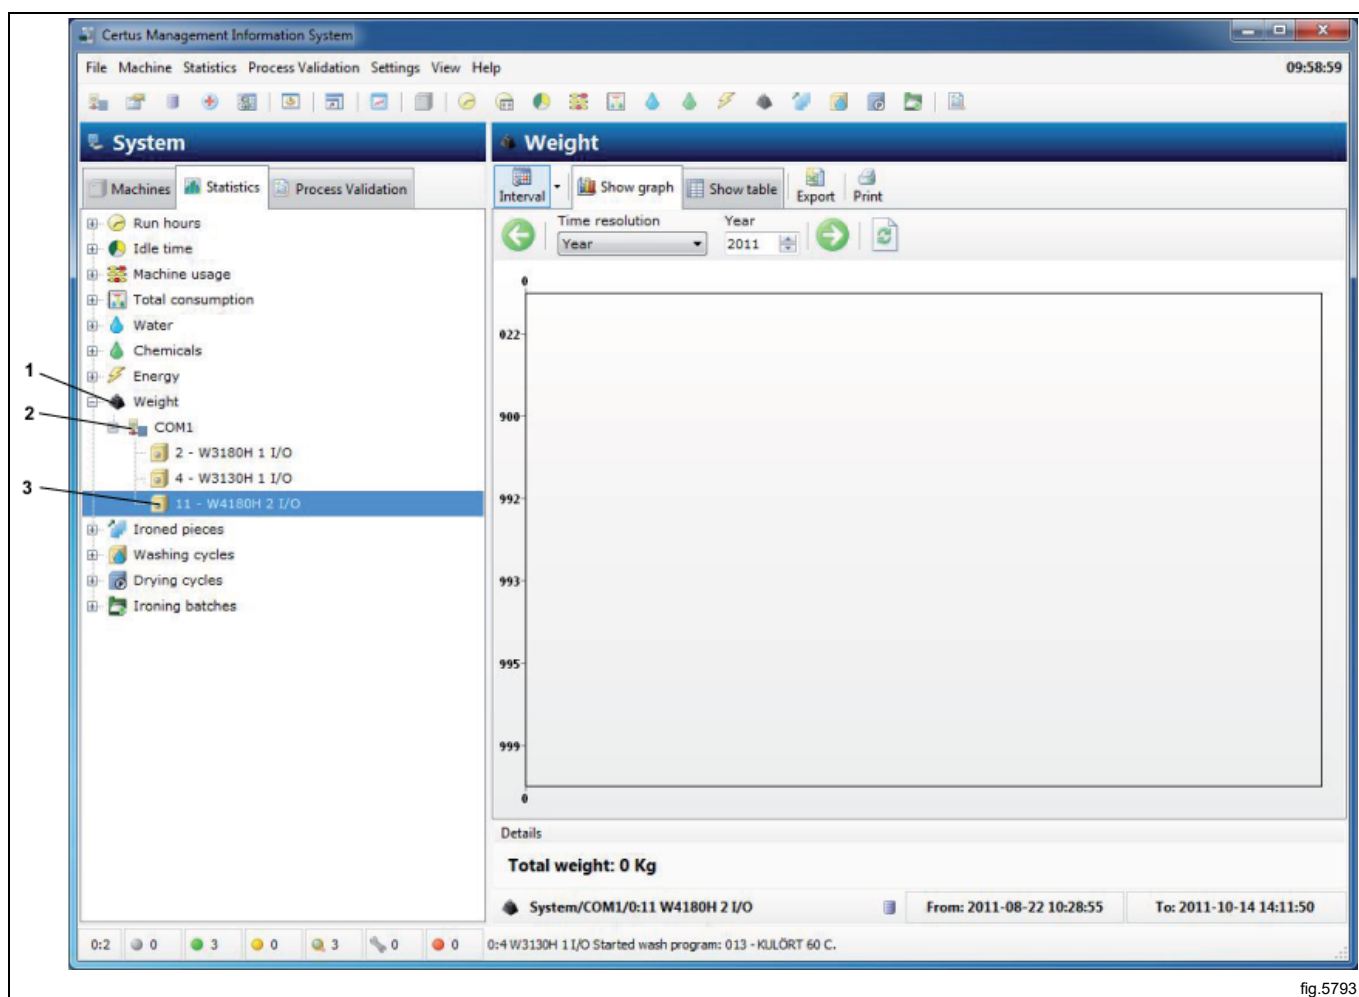 Certus Management Information System
File Machine Statistics Process Validation Settings View Help 09:58:59
System
Weight
Machines Statistics Process Validation
Interval Show graph Show table Export Print
Time resolution Year
Year 2011
Run hours
Idle time
Machine usage
Total consumption
Water
Chemicals
Energy
Weight
COM1
2 - W3180H 1 I/O
4 - W3130H 1 I/O
11 - W4180H 2 I/O
Ironed pieces
Washing cycles
Drying cycles
Ironing batches
1
2
3
0
022
900
992
993
995
999
0
Details
Total weight: 0 Kg
System/COM1/0:11 W4180H 2 I/O From: 2011-08-22 10:28:55 To: 2011-10-14 14:11:50
0:2 0 3 0 3 0 0 0:4 W3130H 1 I/O Started wash program: 013 - KULÖRT 60 C.
fig.5793